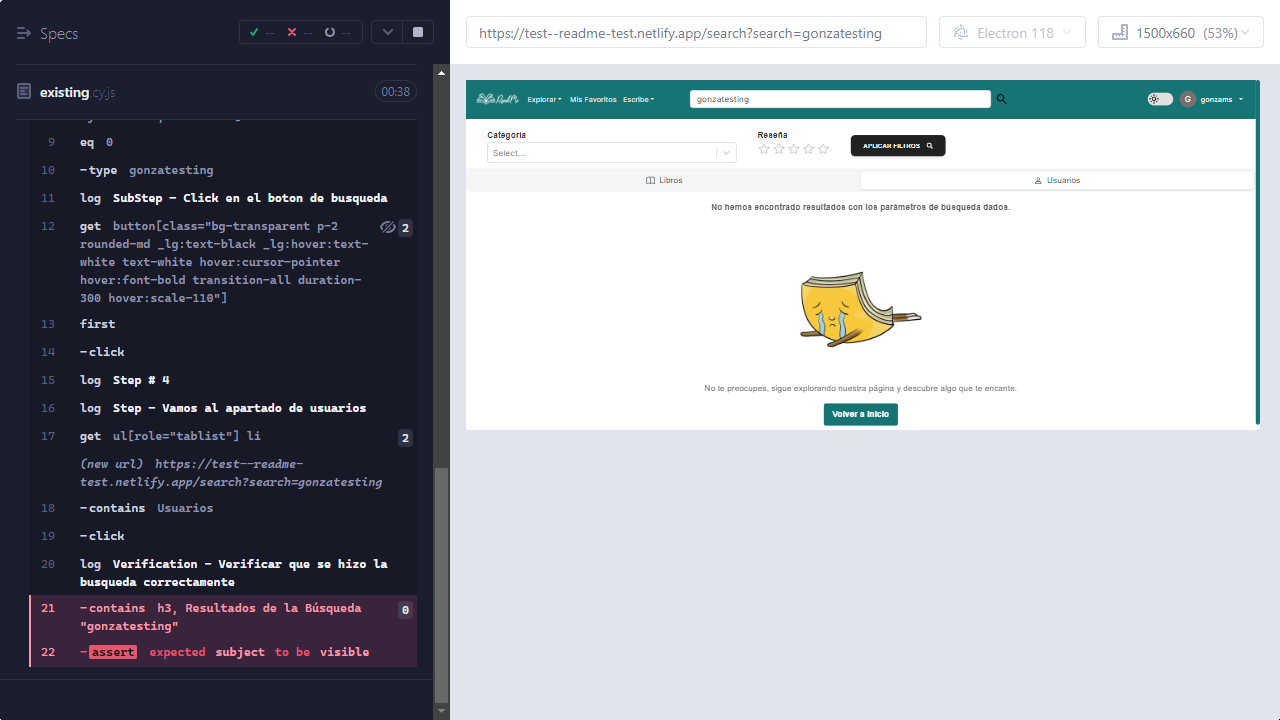 Specs
--
--
--
existing.cy.js
00:38
9 eq 0
10 -type gonzatesting
11 log SubStep - Click en el boton de busqueda
12 get button[class="bg-transparent p-2 2
rounded-md _lg:text-black _lg:hover:text-
white text-white hover:cursor-pointer
hover:font-bold transition-all duration-
300 hover:scale-110"]
13 first
14 -click
15 log Step # 4
16 log Step - Vamos al apartado de usuarios
17 get ul[role="tablist"] li 2
(new url) https://test--readme-
test.netlify.app/search?search=gonzatesting
18 -contains Usuarios
19 -click
20 log Verification - Verificar que se hizo la
busqueda correctamente
21 -contains h3, Resultados de la Búsqueda 0
"gonzatesting"
22 -assert expected subject to be visible
https://test--readme-test.netlify.app/search?search=gonzatesting
Electron 118
1500x660 (53%)
ReadMe Explorar Mis Favoritos Escribe
gonzatesting
G gonzams
Categoría
Select...
Reseña
APLICAR FILTROS
Libros
Usuarios
No hemos encontrado resultados con los parámetros de búsqueda dados.
No te preocupes, sigue explorando nuestra página y descubre algo que te encante.
Volver a Inicio